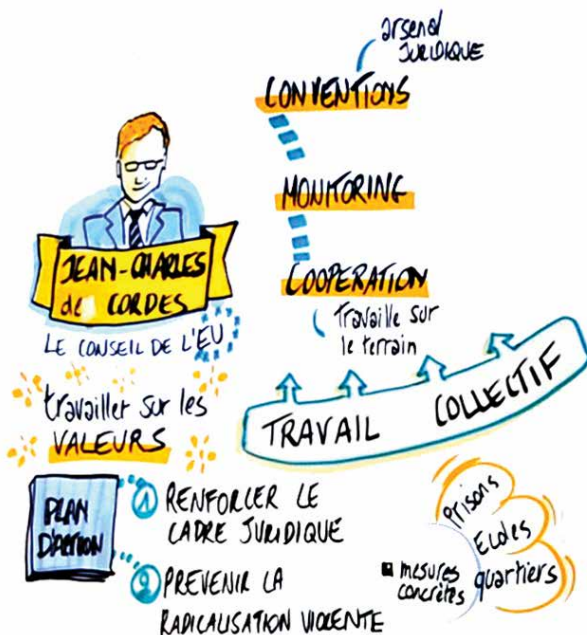 arsenal
JURIDIQUE
CONVENTIONS
MONITORING
COOPERATION
travaille sur
le terrain
JEAN-CHARLES
de CORDES
LE CONSEIL DE L'EU
travailler sur les
VALEURS
TRAVAIL COLLECTIF
PLAN
D'ACTION
1 RENFORCER LE
CADRE JURIDIQUE
2 PREVENIR LA
RADICALISATION VIOLENTE
Prisons
Ecoles
quartiers
mesures
concrètes